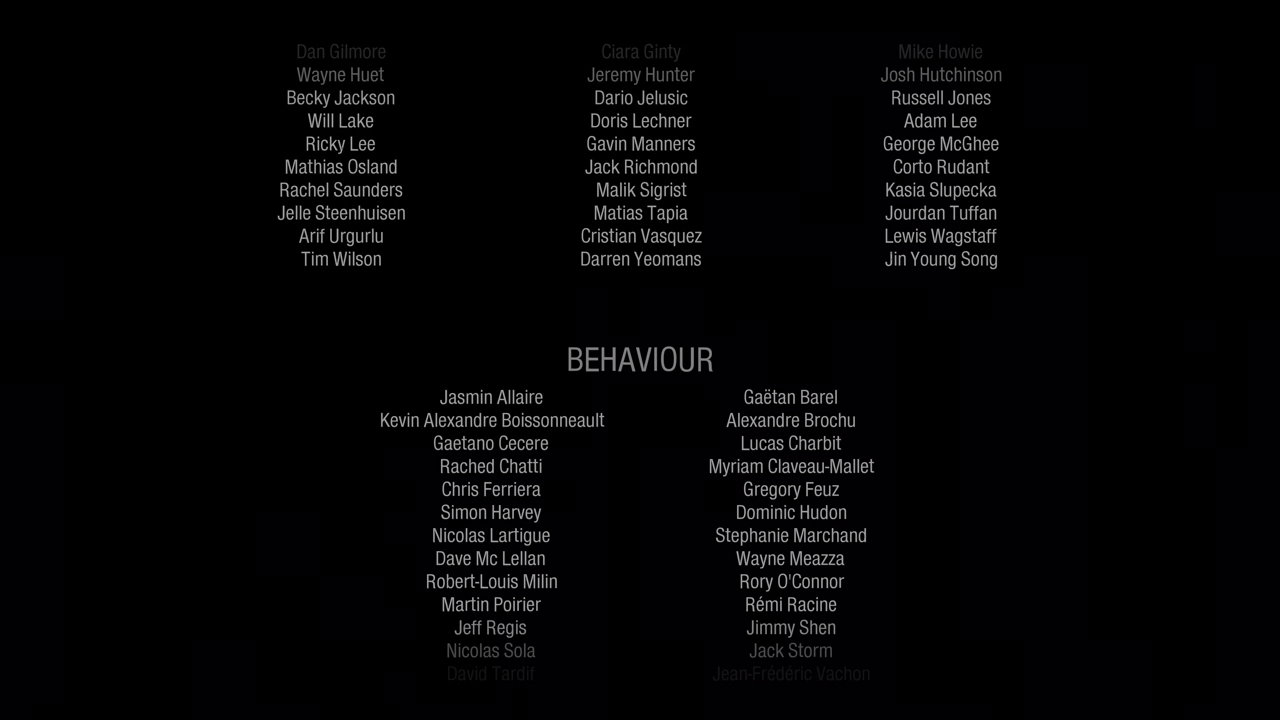 Dan Gilmore Ciara Ginty Mike Howie
Wayne Huet Jeremy Hunter Josh Hutchinson
Becky Jackson Dario Jelusic Russell Jones
Will Lake Doris Lechner Adam Lee
Ricky Lee Gavin Manners George McGhee
Mathias Osland Jack Richmond Corto Rudant
Rachel Saunders Malik Sigrist Kasia Slupecka
Jelle Steenhuisen Matias Tapia Jourdan Tuffan
Arif Urgurlu Cristian Vasquez Lewis Wagstaff
Tim Wilson Darren Yeomans Jin Young Song
BEHAVIOUR
Jasmin Allaire Gaëtan Barel
Kevin Alexandre Boissonneault Alexandre Brochu
Gaetano Cecere Lucas Charbit
Rached Chatti Myriam Claveau-Mallet
Chris Ferriera Gregory Feuz
Simon Harvey Dominic Hudon
Nicolas Lartigue Stephanie Marchand
Dave Mc Lellan Wayne Meazza
Robert-Louis Milin Rory O'Connor
Martin Poirier Rémi Racine
Jeff Regis Jimmy Shen
Nicolas Sola Jack Storm
David Tardif Jean-Frédéric Vachon